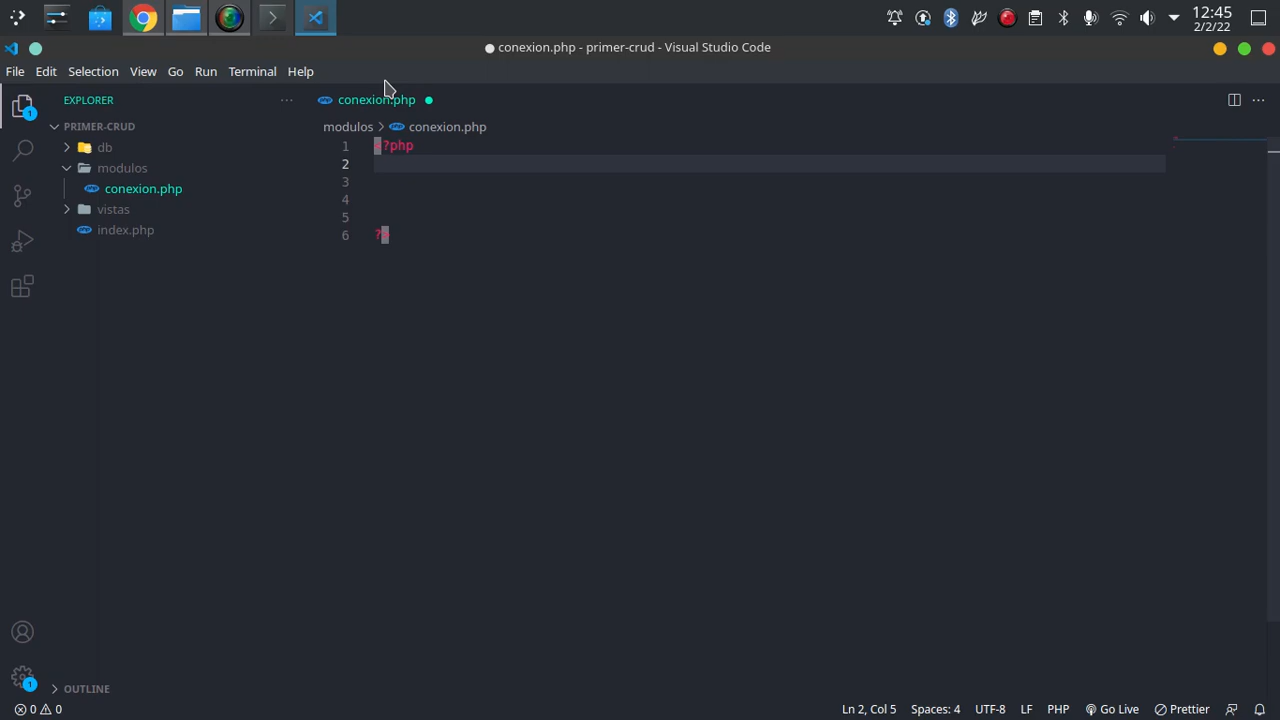 12:45
2/2/22
conexion.php - primer-crud - Visual Studio Code
File Edit Selection View Go Run Terminal Help
EXPLORER
conexion.php
PRIMER-CRUD
modulos conexion.php
db
1 <?php
modulos
2
conexion.php
3
4
vistas
5
index.php
6 ?>
1
1
OUTLINE
0 0 Ln 2, Col 5 Spaces: 4 UTF-8 LF PHP Go Live Prettier